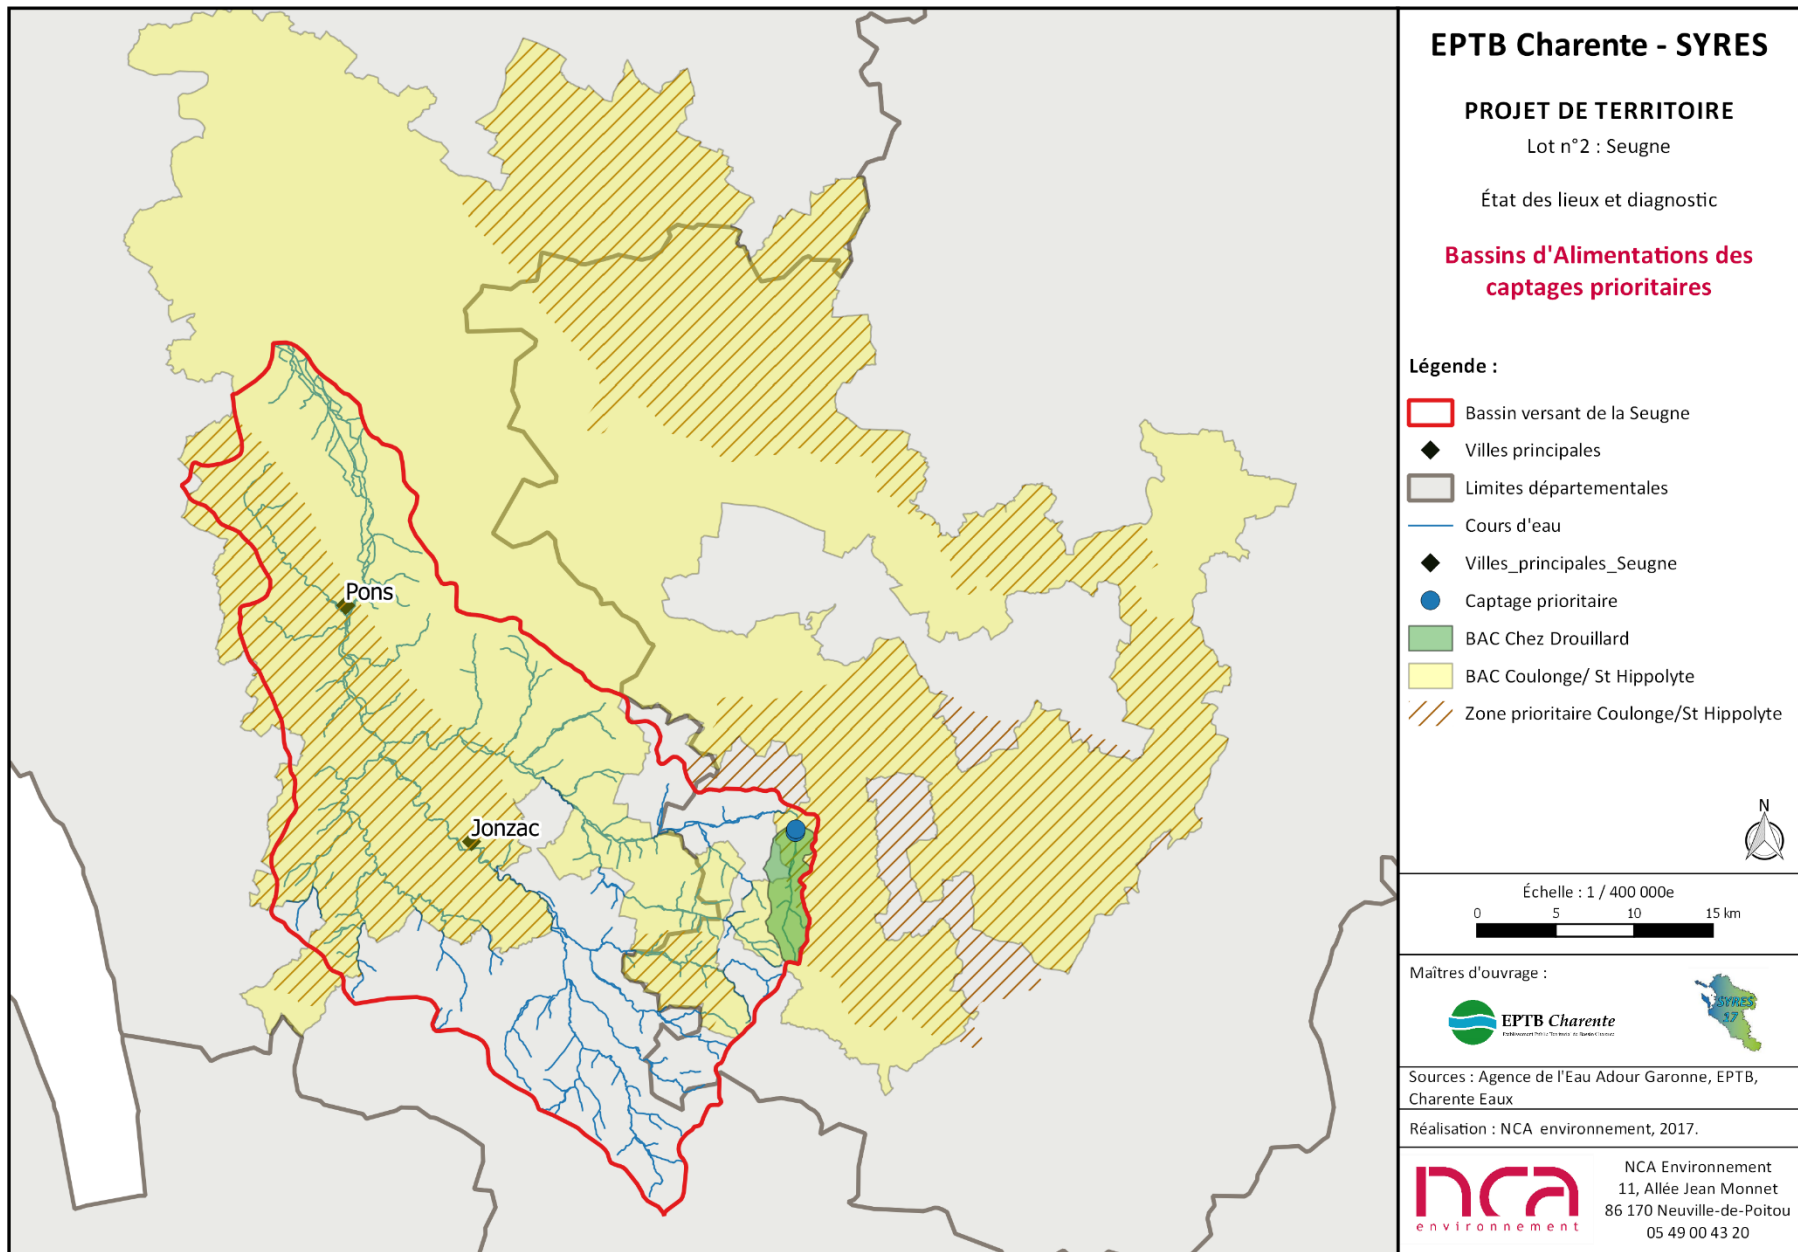 EPTB Charente - SYRES
PROJET DE TERRITOIRE
Lot n°2 : Seugne
État des lieux et diagnostic
Bassins d'Alimentations des
captages prioritaires
Légende :
Bassin versant de la Seugne
Villes principales
Limites départementales
Cours d'eau
Villes_principales_Seugne
Captage prioritaire
BAC Chez Drouillard
BAC Coulonge/ St Hippolyte
Zone prioritaire Coulonge/St Hippolyte
Pons
Jonzac
N
Échelle : 1 / 400 000e
0 5 10 15 km
Maîtres d'ouvrage :
EPTB Charente
SYRES
17
Sources : Agence de l'Eau Adour Garonne, EPTB,
Charente Eaux
Réalisation : NCA environnement, 2017.
nca
environnement
NCA Environnement
11, Allée Jean Monnet
86 170 Neuville-de-Poitou
05 49 00 43 20